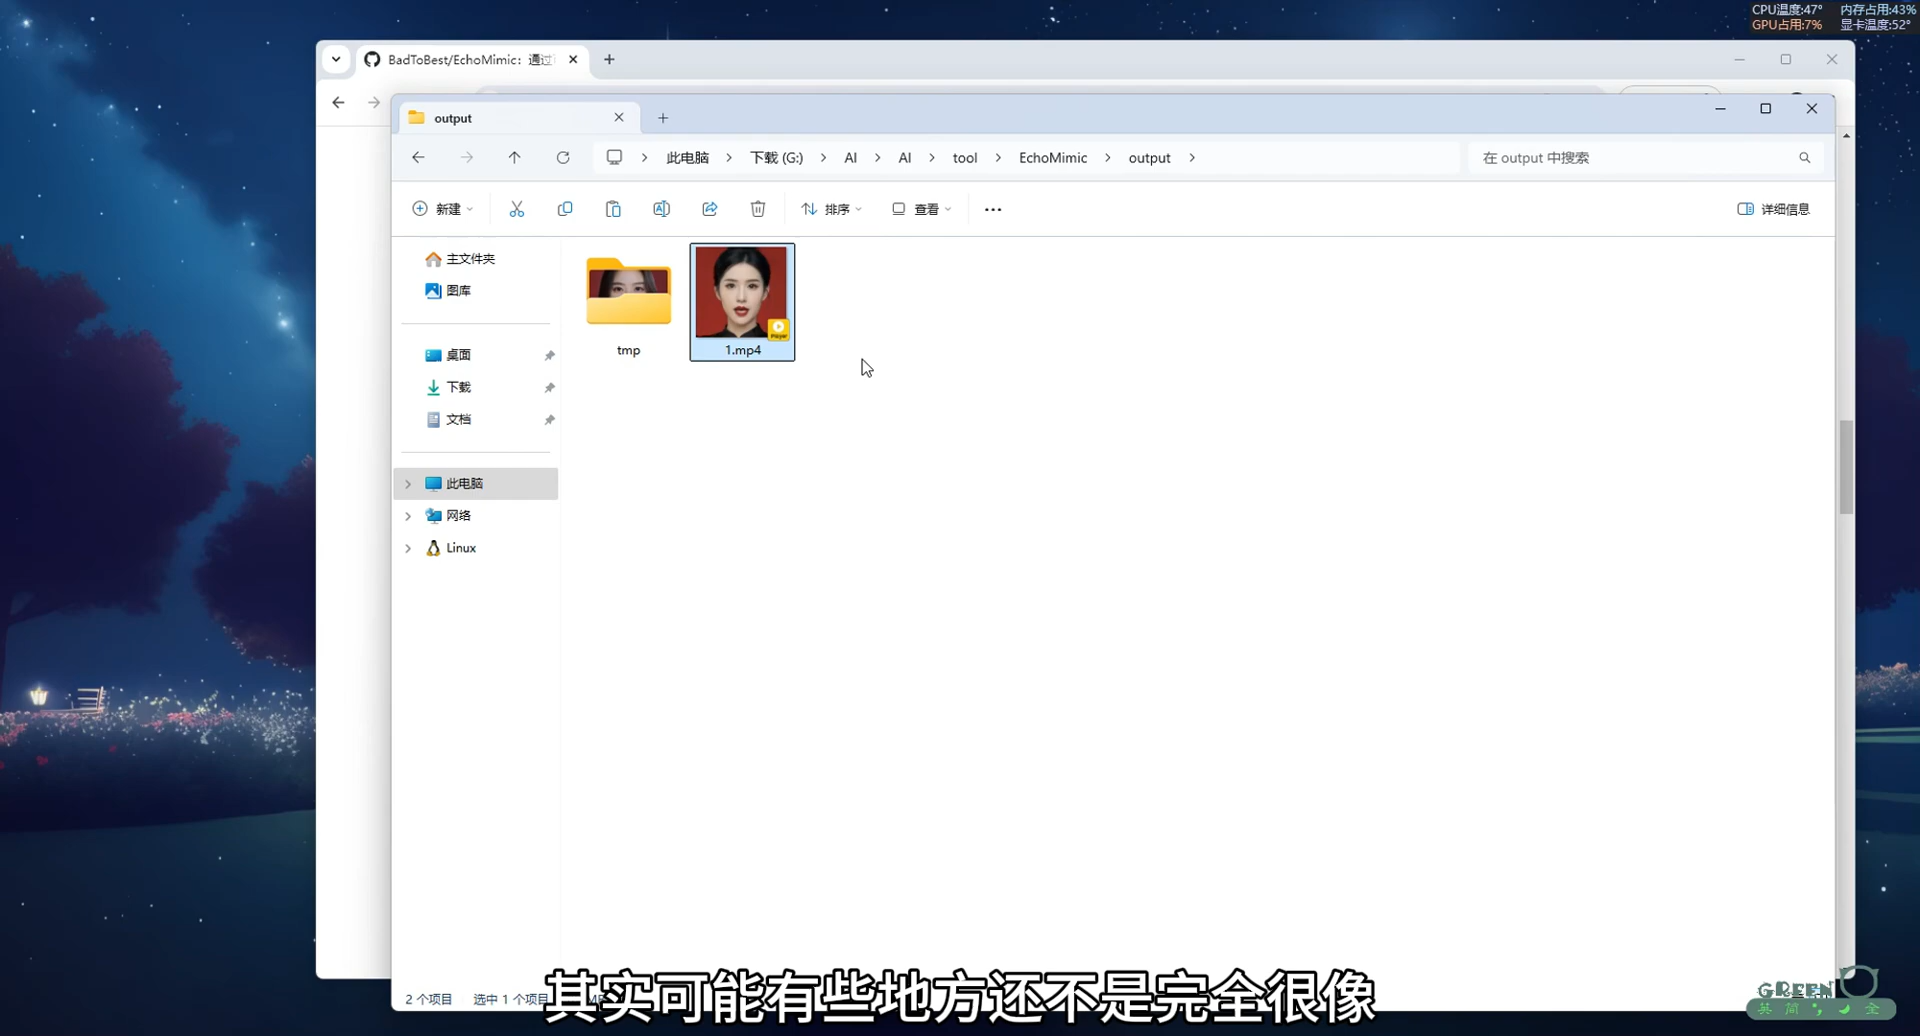 CPU温度:47° 内存占用:43%
GPU占用:7% 显卡温度:52°
BadToBest/EchoMimic: 通过
output
此电脑 下载 (G:) AI AI tool EchoMimic output
在 output 中搜索
新建 排序 查看 详细信息
主文件夹
图库
桌面
下载
文档
此电脑
网络
Linux
tmp
1.mp4
2 个项目 选中 1 个项目
其实可能有些地方还不是完全很像
GREEN
英 简 全